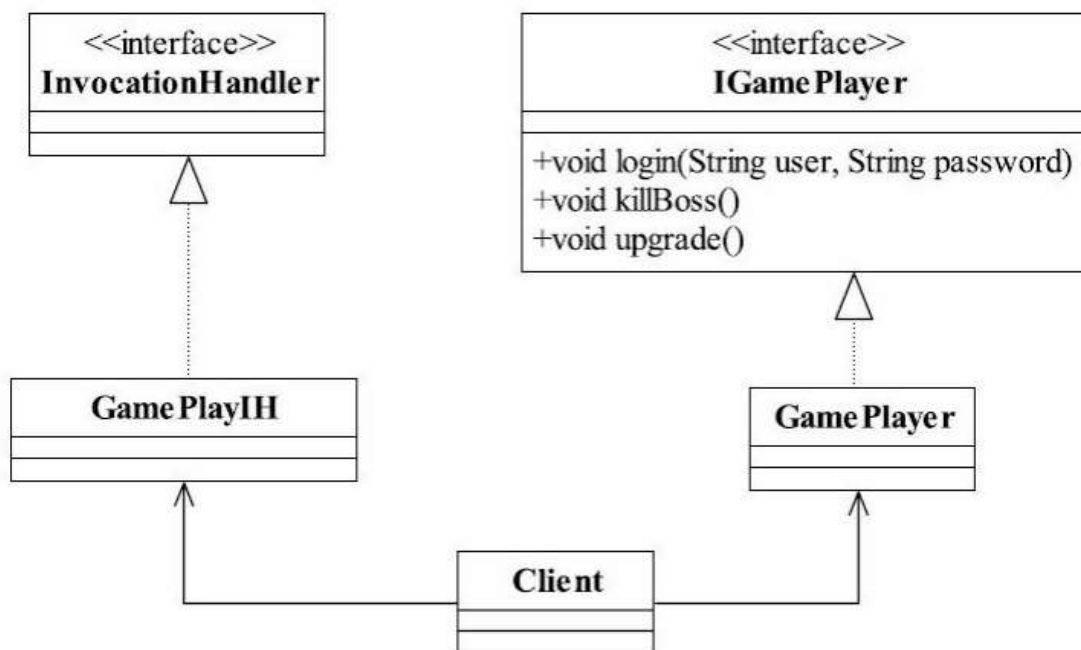 <<interface>>
InvocationHandler
<<interface>>
IGamePlayer
+void login(String user, String password)
+void killBoss()
+void upgrade()
GamePlayIH
GamePlayer
Client